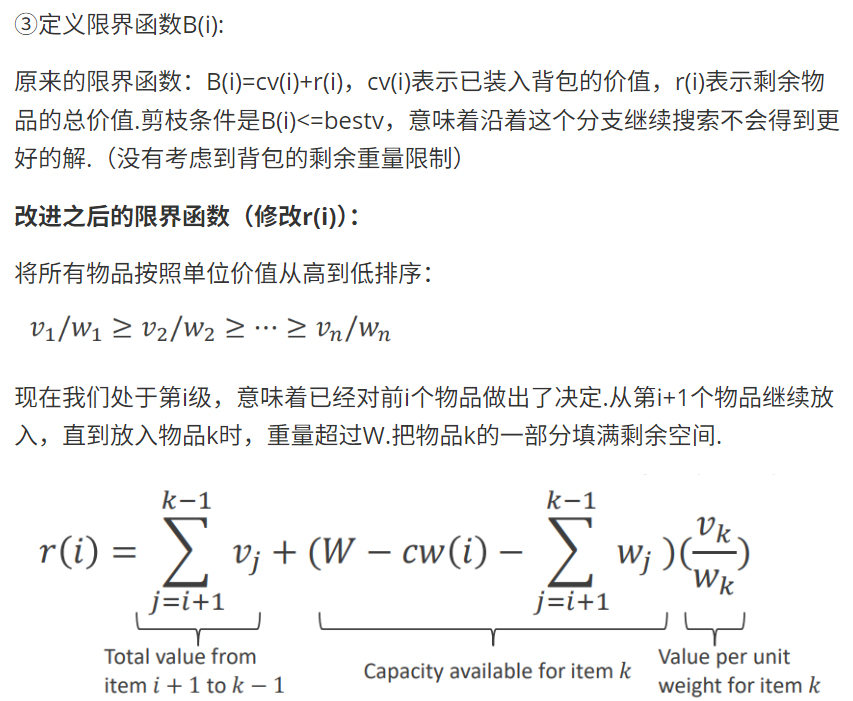 ③定义限界函数B(i):
原来的限界函数：B(i)=cv(i)+r(i)，cv(i)表示已装入背包的价值，r(i)表示剩余物
品的总价值.剪枝条件是B(i)<=bestv，意味着沿着这个分支继续搜索不会得到更
好的解.（没有考虑到背包的剩余重量限制）
改进之后的限界函数（修改r(i)）：
将所有物品按照单位价值从高到低排序：
v₁/w₁ ≥ v₂/w₂ ≥ ⋯ ≥ vₙ/wₙ
现在我们处于第i级，意味着已经对前i个物品做出了决定.从第i+1个物品继续放
入，直到放入物品k时，重量超过W.把物品k的一部分填满剩余空间.
r(i) = \sum_{j=i+1}^{k-1} v_j + (W − cw(i) − \sum_{j=i+1}^{k-1} w_j )(\frac{v_k}{w_k})
Total value from
item i + 1 to k − 1
Capacity available for item k
Value per unit
weight for item k